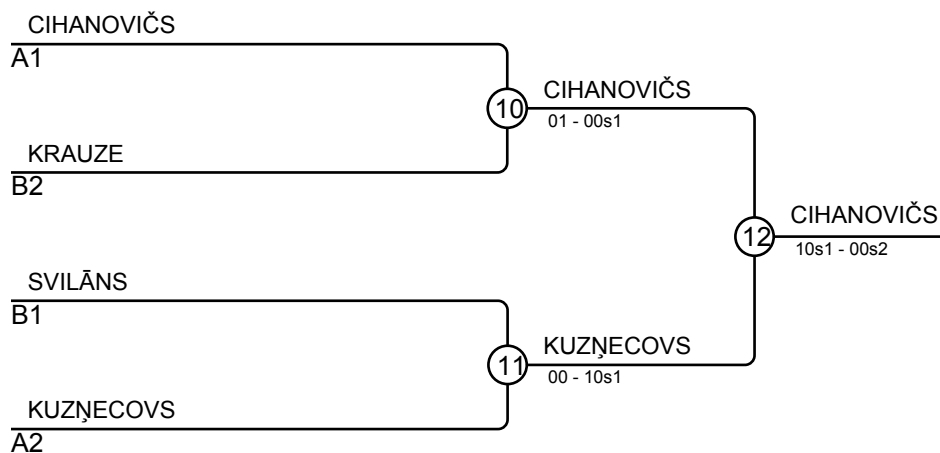 CIHANOVIČS
A1
10
CIHANOVIČS
01 - 00s1
KRAUZE
B2
12
CIHANOVIČS
10s1 - 00s2
SVILĀNS
B1
11
KUZŅECOVS
00 - 10s1
KUZŅECOVS
A2